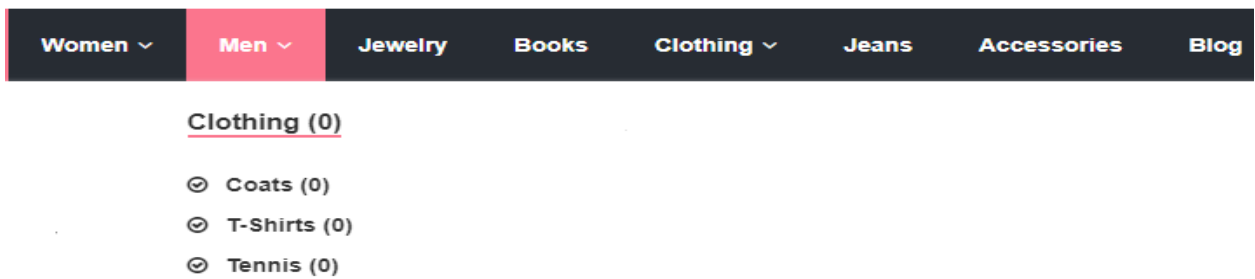 Women Men Jewelry Books Clothing Jeans Accessories Blog
Clothing (0)
Coats (0)
T-Shirts (0)
Tennis (0)